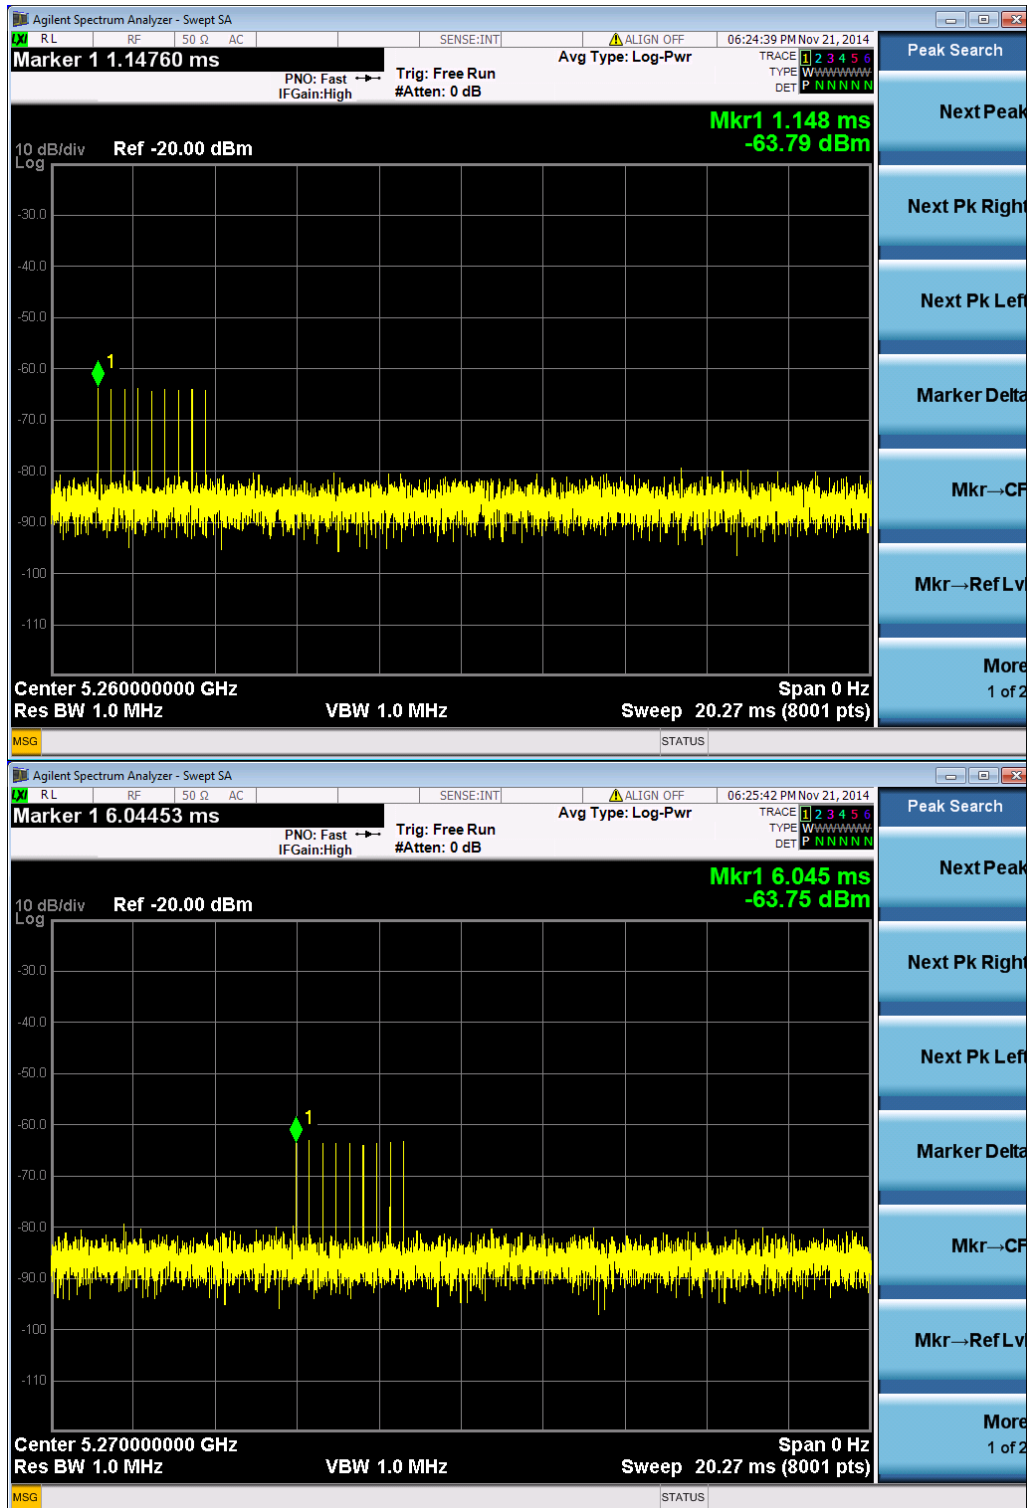 Agilent Spectrum Analyzer - Swept SA
LXI RL RF 50 Ω AC SENSE:INT ALIGN OFF 06:24:39 PM Nov 21, 2014
Marker 1 1.14760 ms
PNO: Fast
IFGain:High
Trig: Free Run
#Atten: 0 dB
Avg Type: Log-Pwr
TRACE 1 2 3 4 5 6
TYPE WWWWWW
DET P N N N N N
Mkr1 1.148 ms
-63.79 dBm
10 dB/div Ref -20.00 dBm
Log
-30.0
-40.0
-50.0
-60.0
1
-70.0
-80.0
-90.0
-100
-110
Center 5.260000000 GHz Span 0 Hz
Res BW 1.0 MHz VBW 1.0 MHz Sweep 20.27 ms (8001 pts)
MSG STATUS
Peak Search
Next Peak
Next Pk Right
Next Pk Left
Marker Delta
Mkr→CF
Mkr→Ref Lvl
More
1 of 2
Agilent Spectrum Analyzer - Swept SA
LXI RL RF 50 Ω AC SENSE:INT ALIGN OFF 06:25:42 PM Nov 21, 2014
Marker 1 6.04453 ms
PNO: Fast
IFGain:High
Trig: Free Run
#Atten: 0 dB
Avg Type: Log-Pwr
TRACE 1 2 3 4 5 6
TYPE WWWWWW
DET P N N N N N
Mkr1 6.045 ms
-63.75 dBm
10 dB/div Ref -20.00 dBm
Log
-30.0
-40.0
-50.0
-60.0
1
-70.0
-80.0
-90.0
-100
-110
Center 5.270000000 GHz Span 0 Hz
Res BW 1.0 MHz VBW 1.0 MHz Sweep 20.27 ms (8001 pts)
MSG STATUS
Peak Search
Next Peak
Next Pk Right
Next Pk Left
Marker Delta
Mkr→CF
Mkr→Ref Lvl
More
1 of 2